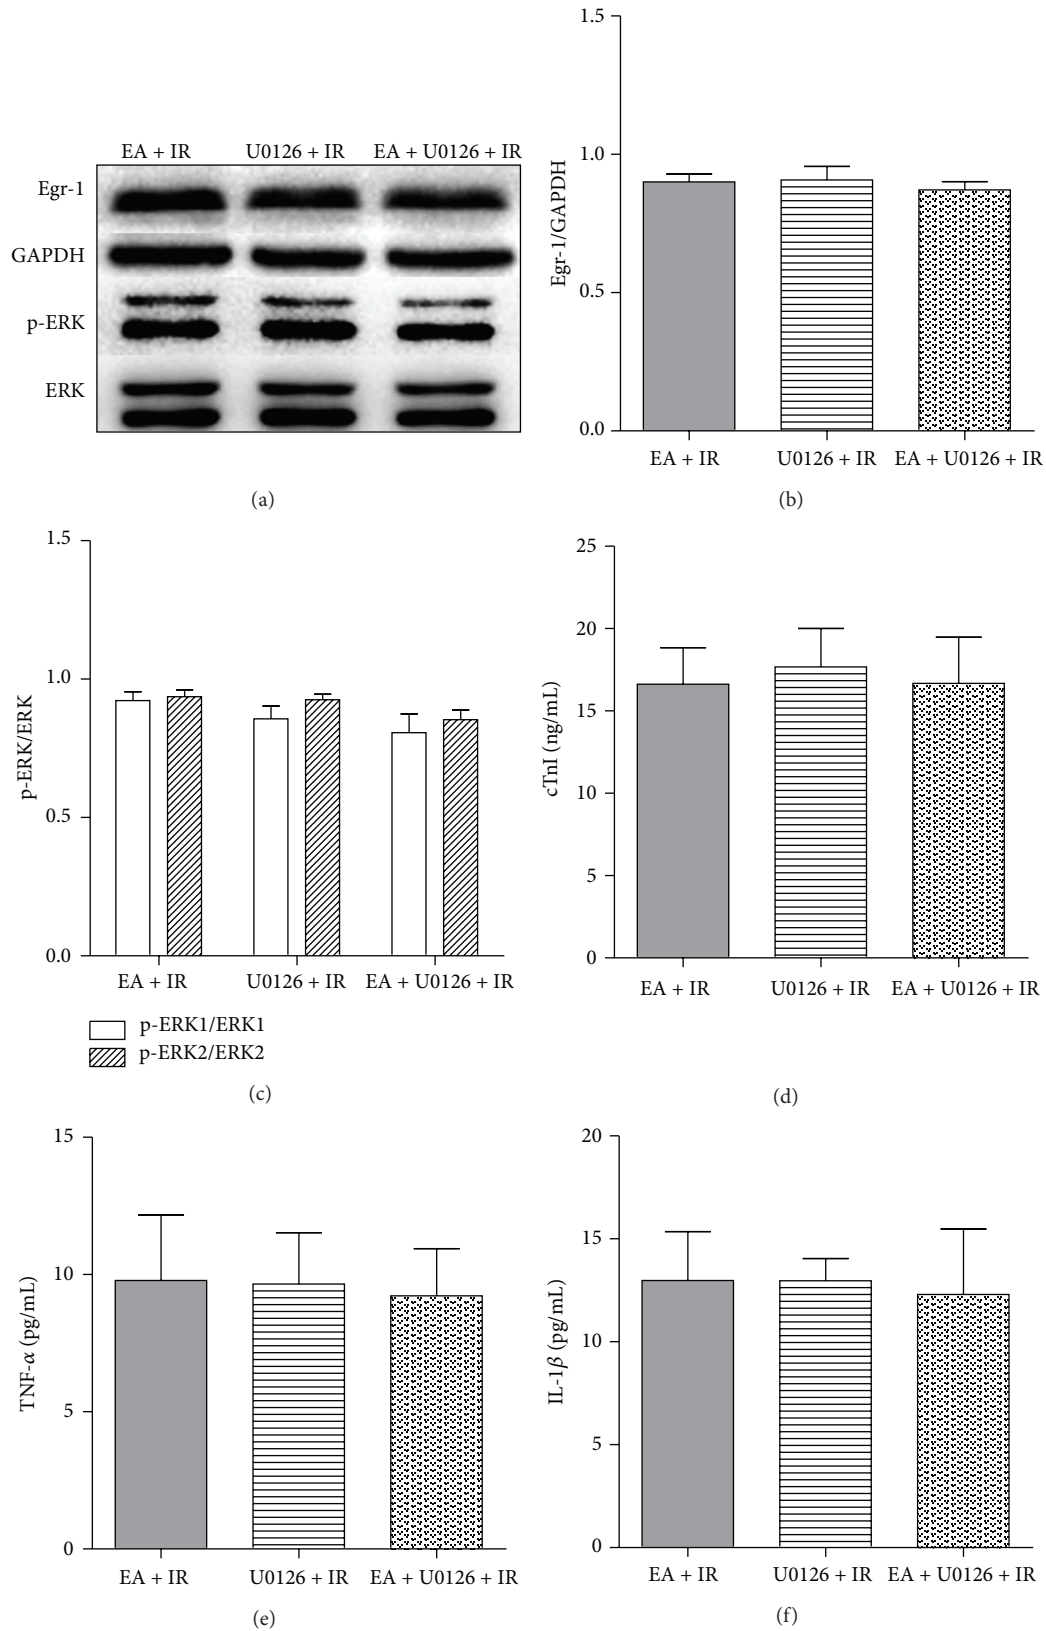 EA + IR U0126 + IR EA + U0126 + IR
Egr-1
GAPDH
p-ERK
ERK
(a)
1.5
1.0
0.5
0.0
Egr-1/GAPDH
EA + IR U0126 + IR EA + U0126 + IR
(b)
1.5
1.0
0.5
0.0
p-ERK/ERK
EA + IR U0126 + IR EA + U0126 + IR
p-ERK1/ERK1
p-ERK2/ERK2
(c)
25
20
15
10
5
0
cTnI (ng/mL)
EA + IR U0126 + IR EA + U0126 + IR
(d)
15
10
5
0
TNF-α (pg/mL)
EA + IR U0126 + IR EA + U0126 + IR
(e)
20
15
10
5
0
IL-1β (pg/mL)
EA + IR U0126 + IR EA + U0126 + IR
(f)